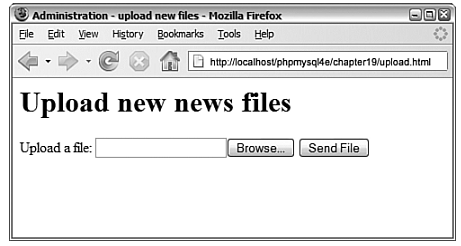 Administration - upload new files - Mozilla Firefox
File Edit View History Bookmarks Tools Help
http://localhost/phpmysql4e/chapter19/upload.html
Upload new news files
Upload a file: Browse... Send File